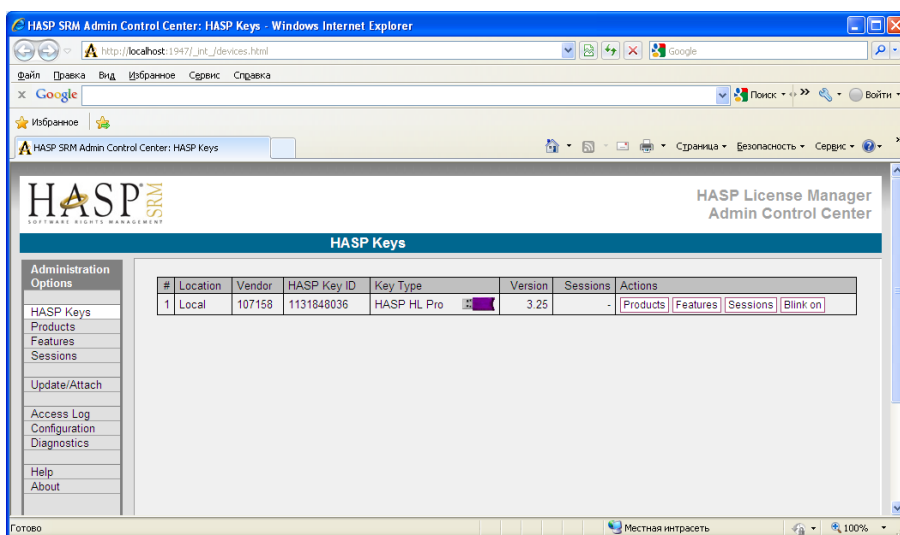 HASP SRM Admin Control Center: HASP Keys - Windows Internet Explorer
http://localhost:1947/_int_/devices.html
Google
Файл Правка Вид Избранное Сервис Справка
x Google Поиск Войти
Избранное
HASP SRM Admin Control Center: HASP Keys Страница Безопасность Сервис
HASP SRM
SOFTWARE RIGHTS MANAGEMENT
HASP License Manager
Admin Control Center
HASP Keys
Administration
Options
HASP Keys
Products
Features
Sessions
Update/Attach
Access Log
Configuration
Diagnostics
Help
About
# Location Vendor HASP Key ID Key Type Version Sessions Actions
1 Local 107158 1131848036 HASP HL Pro 3.25 - Products Features Sessions Blink on
Готово Местная интрасеть 100%